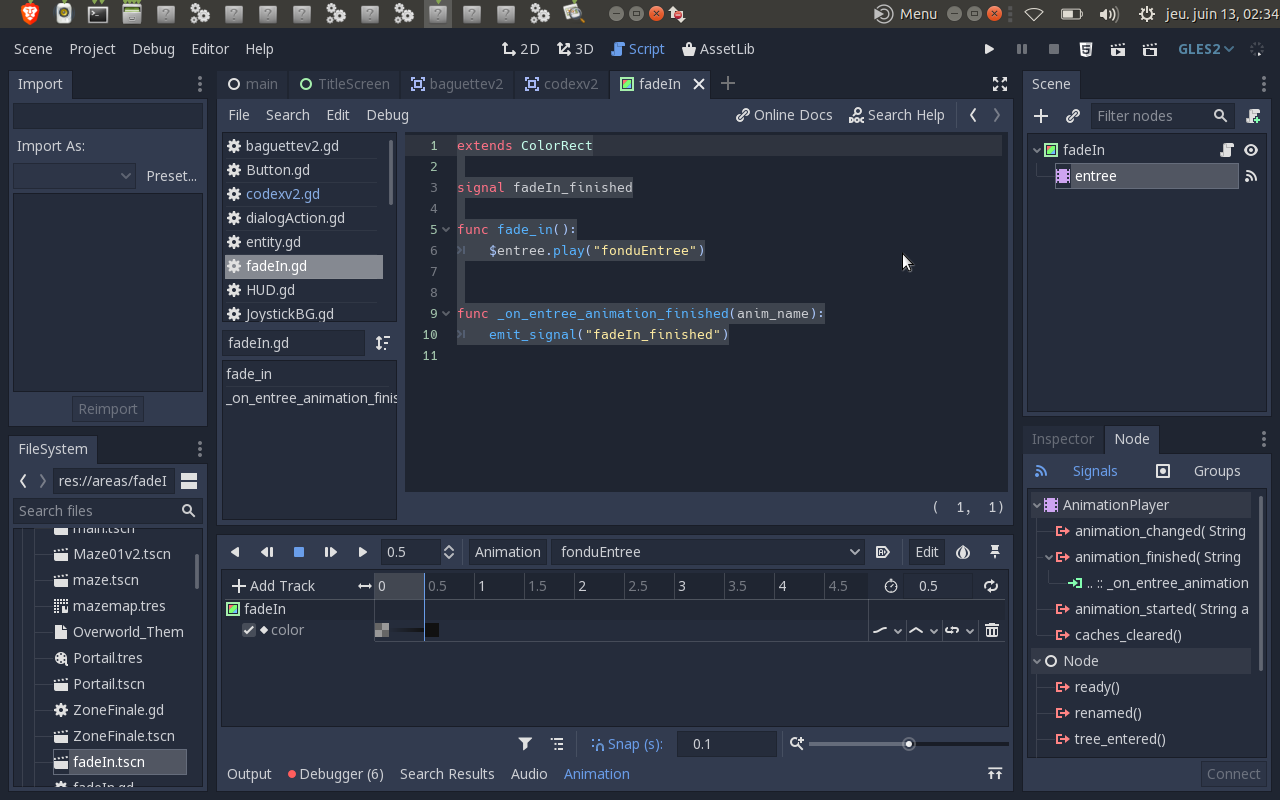 Menu
jeu. juin 13, 02:34
Scene Project Debug Editor Help
2D 3D Script AssetLib
GLES2
Import
Import As:
Preset...
Reimport
FileSystem
res://areas/fadeI
Search files
main.tscn
Maze01v2.tscn
maze.tscn
mazemap.tres
Overworld_Them
Portail.tres
Portail.tscn
ZoneFinale.gd
ZoneFinale.tscn
fadeIn.tscn
fadeIn.gd
main TitleScreen baguettev2 codexv2 fadeIn
File Search Edit Debug
Online Docs Search Help
baguettev2.gd
Button.gd
codexv2.gd
dialogAction.gd
entity.gd
fadeIn.gd
HUD.gd
JoystickBG.gd
fadeIn.gd
fade_in
_on_entree_animation_finis
1 extends ColorRect
2
3 signal fadeIn_finished
4
5 func fade_in():
6 $entree.play("fonduEntree")
7
8
9 func _on_entree_animation_finished(anim_name):
10 emit_signal("fadeIn_finished")
11
( 1, 1)
0.5 Animation fonduEntree Edit
Add Track 0 0.5 1 1.5 2 2.5 3 3.5 4 4.5 0.5
fadeIn
color
Snap (s): 0.1
Output Debugger (6) Search Results Audio Animation
Scene
Filter nodes
fadeIn
entree
Inspector Node
Signals Groups
AnimationPlayer
animation_changed( String
animation_finished( String
.. :: _on_entree_animation
animation_started( String a
caches_cleared()
Node
ready()
renamed()
tree_entered()
Connect